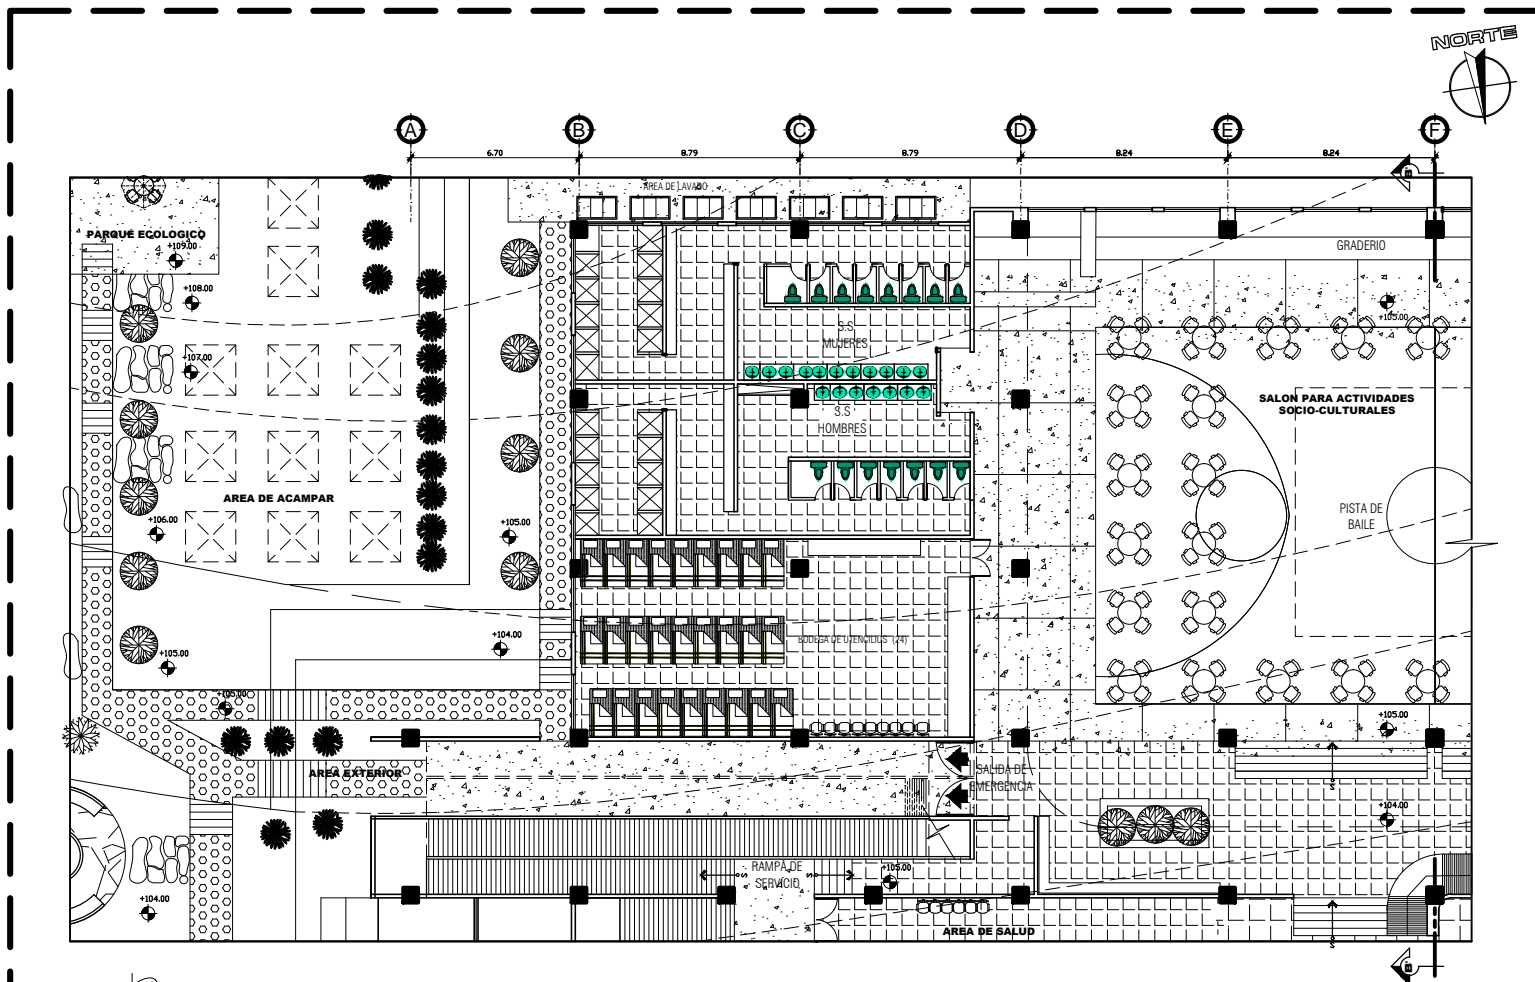 NORTE
A B C D E F
6.70 8.79 8.79 8.24 8.24
B'
AREA DE LAVADO
PARQUE ECOLOGICO
+109.00
GRADERIO
+108.00
+105.00
S.S
MUJERES
+107.00
SALON PARA ACTIVIDADES
SOCIO-CULTURALES
S.S
HOMBRES
AREA DE ACAMPAR
PISTA DE
BAILE
+106.00
+105.00
+104.00
BODEGA DE UTENCILIOS (24)
+105.00
+105.00
+105.00
AREA EXTERIOR
SALIDA DE
EMERGENCIA
S
+104.00
RAMPA DE
SERVICIO
S S
+105.00
+104.00
AREA DE SALUD
S
B'